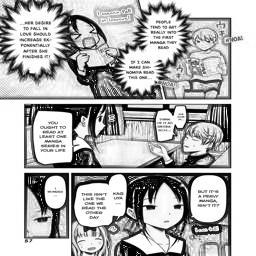 PEOPLE
TEND TO GET
REALLY INTO
THE FIRST
MANGA THEY
READ
IF I CAN
MAKE SHI-
NOMIYA READ
THIS ONE...
...HER DESIRE
TO FALL IN
LOVE SHOULD
INCREASE EX-
PONENTIALLY
AFTER SHE
FINISHES IT!
YOU
OUGHT TO
READ AT
LEAST ONE
MANGA
SERIES IN
YOUR LIFE
BUT IT'S
A PERVY
MANGA,
ISN'T IT?
KAG
UYA
THIS ISN'T
LIKE THE
ONE WE
READ THE
OTHER
DAY
57